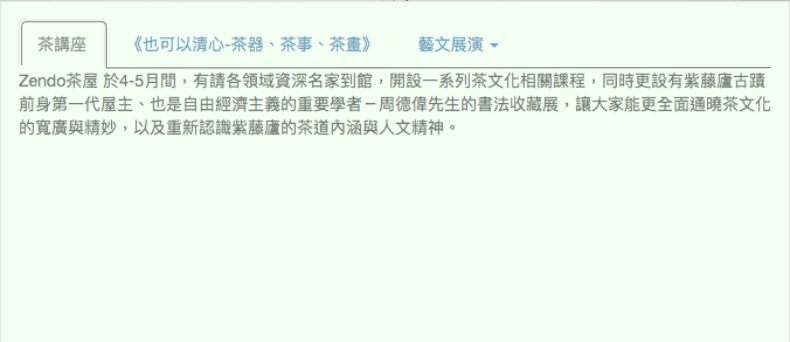 茶講座 《也可以清心-茶器、茶事、茶畫》 藝文展演
Zendo茶屋 於4-5月間，有請各領域資深名家到館，開設一系列茶文化相關課程，同時更設有紫藤廬古蹟
前身第一代屋主、也是自由經濟主義的重要學者－周德偉先生的書法收藏展，讓大家能更全面通曉茶文化
的寬廣與精妙，以及重新認識紫藤廬的茶道內涵與人文精神。